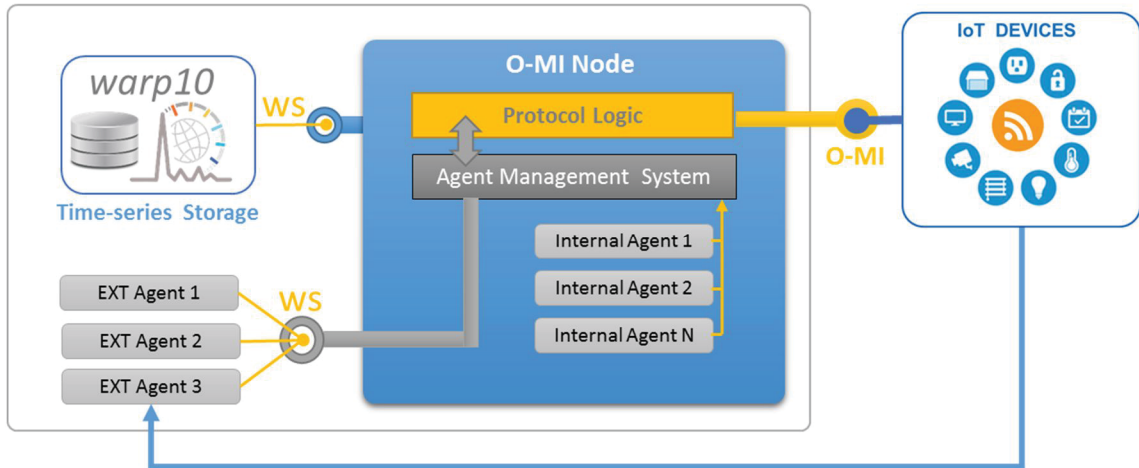 warp10
WS
Time-series Storage
O-MI Node
Protocol Logic
Agent Management System
Internal Agent 1
Internal Agent 2
Internal Agent N
EXT Agent 1
EXT Agent 2
EXT Agent 3
WS
O-MI
IoT DEVICES